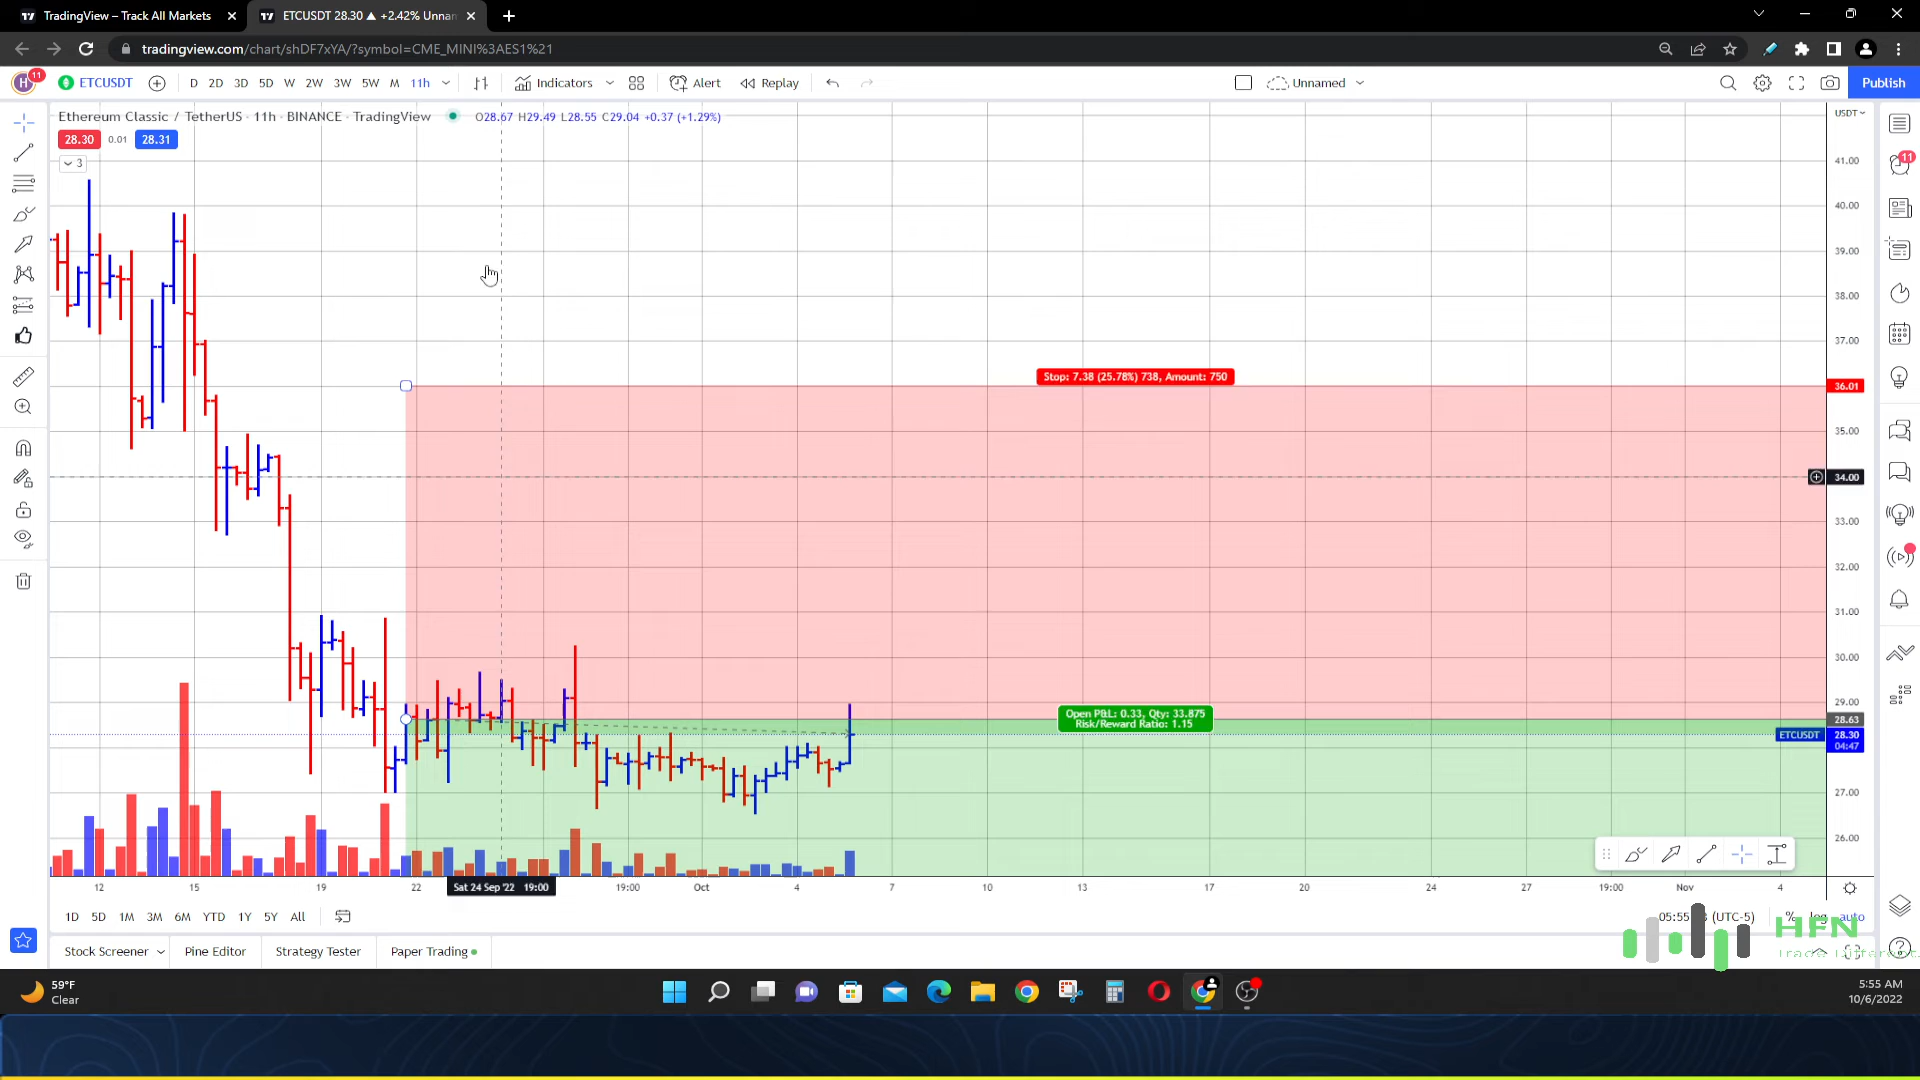 TradingView – Track All Markets
ETCUSDT 28.30 ▲ +2.42% Unnam
tradingview.com/chart/shDF7xYA/?symbol=CME_MINI%3AES1%21
H 11
ETCUSDT
D 2D 3D 5D W 2W 3W 5W M 11h
Indicators
Alert
Replay
Unnamed
Publish
Ethereum Classic / TetherUS · 11h · BINANCE · TradingView
O28.67 H29.49 L28.55 C29.04 +0.37 (+1.29%)
USDT
28.30 0.01 28.31
3
11
41.00
40.00
39.00
38.00
37.00
Stop: 7.38 (25.78%) 738, Amount: 750
36.01
35.00
34.00
33.00
32.00
31.00
30.00
29.00
Open P&L: 0.33, Qty: 33.875
Risk/Reward Ratio: 1.15
28.63
ETCUSDT 28.30
04:47
27.00
26.00
12 15 19 22 Sat 24 Sep '22 19:00 19:00 Oct 4 7 10 13 17 20 24 27 19:00 Nov 4
1D 5D 1M 3M 6M YTD 1Y 5Y All
(UTC-5) % log auto
HFN
Stock Screener
Pine Editor
Strategy Tester
Paper Trading
59°F
Clear
5:55 AM
10/6/2022